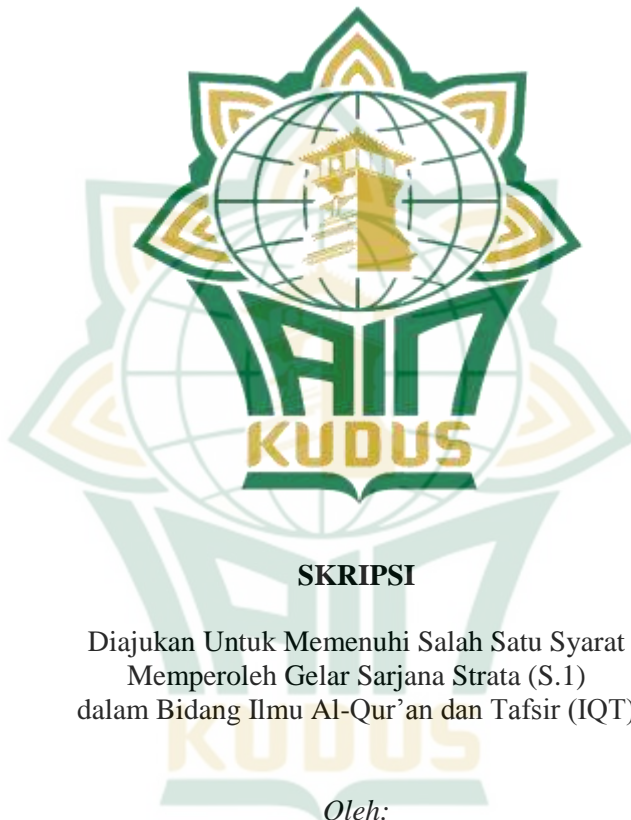 IAIN
KUDUS
SKRIPSI
Diajukan Untuk Memenuhi Salah Satu Syarat
Memperoleh Gelar Sarjana Strata (S.1)
dalam Bidang Ilmu Al-Qur’an dan Tafsir (IQT)
Oleh: